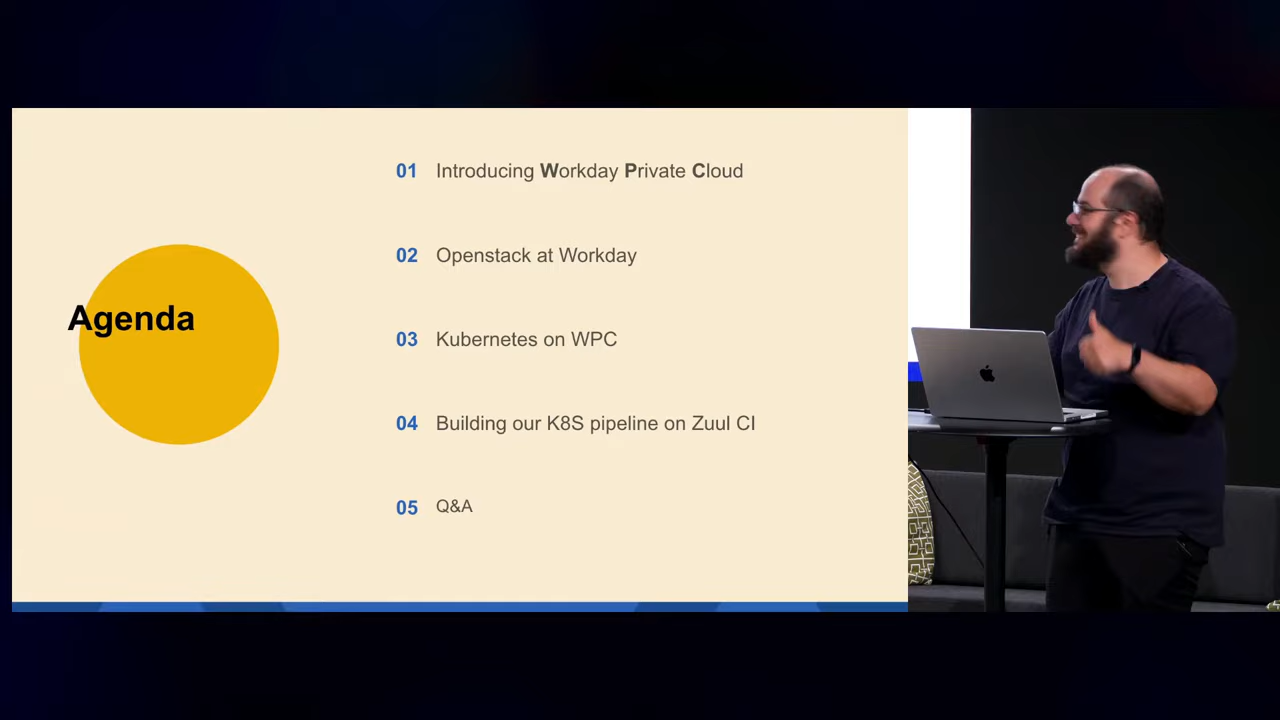 Agenda
01 Introducing Workday Private Cloud
02 Openstack at Workday
03 Kubernetes on WPC
04 Building our K8S pipeline on Zuul CI
05 Q&A